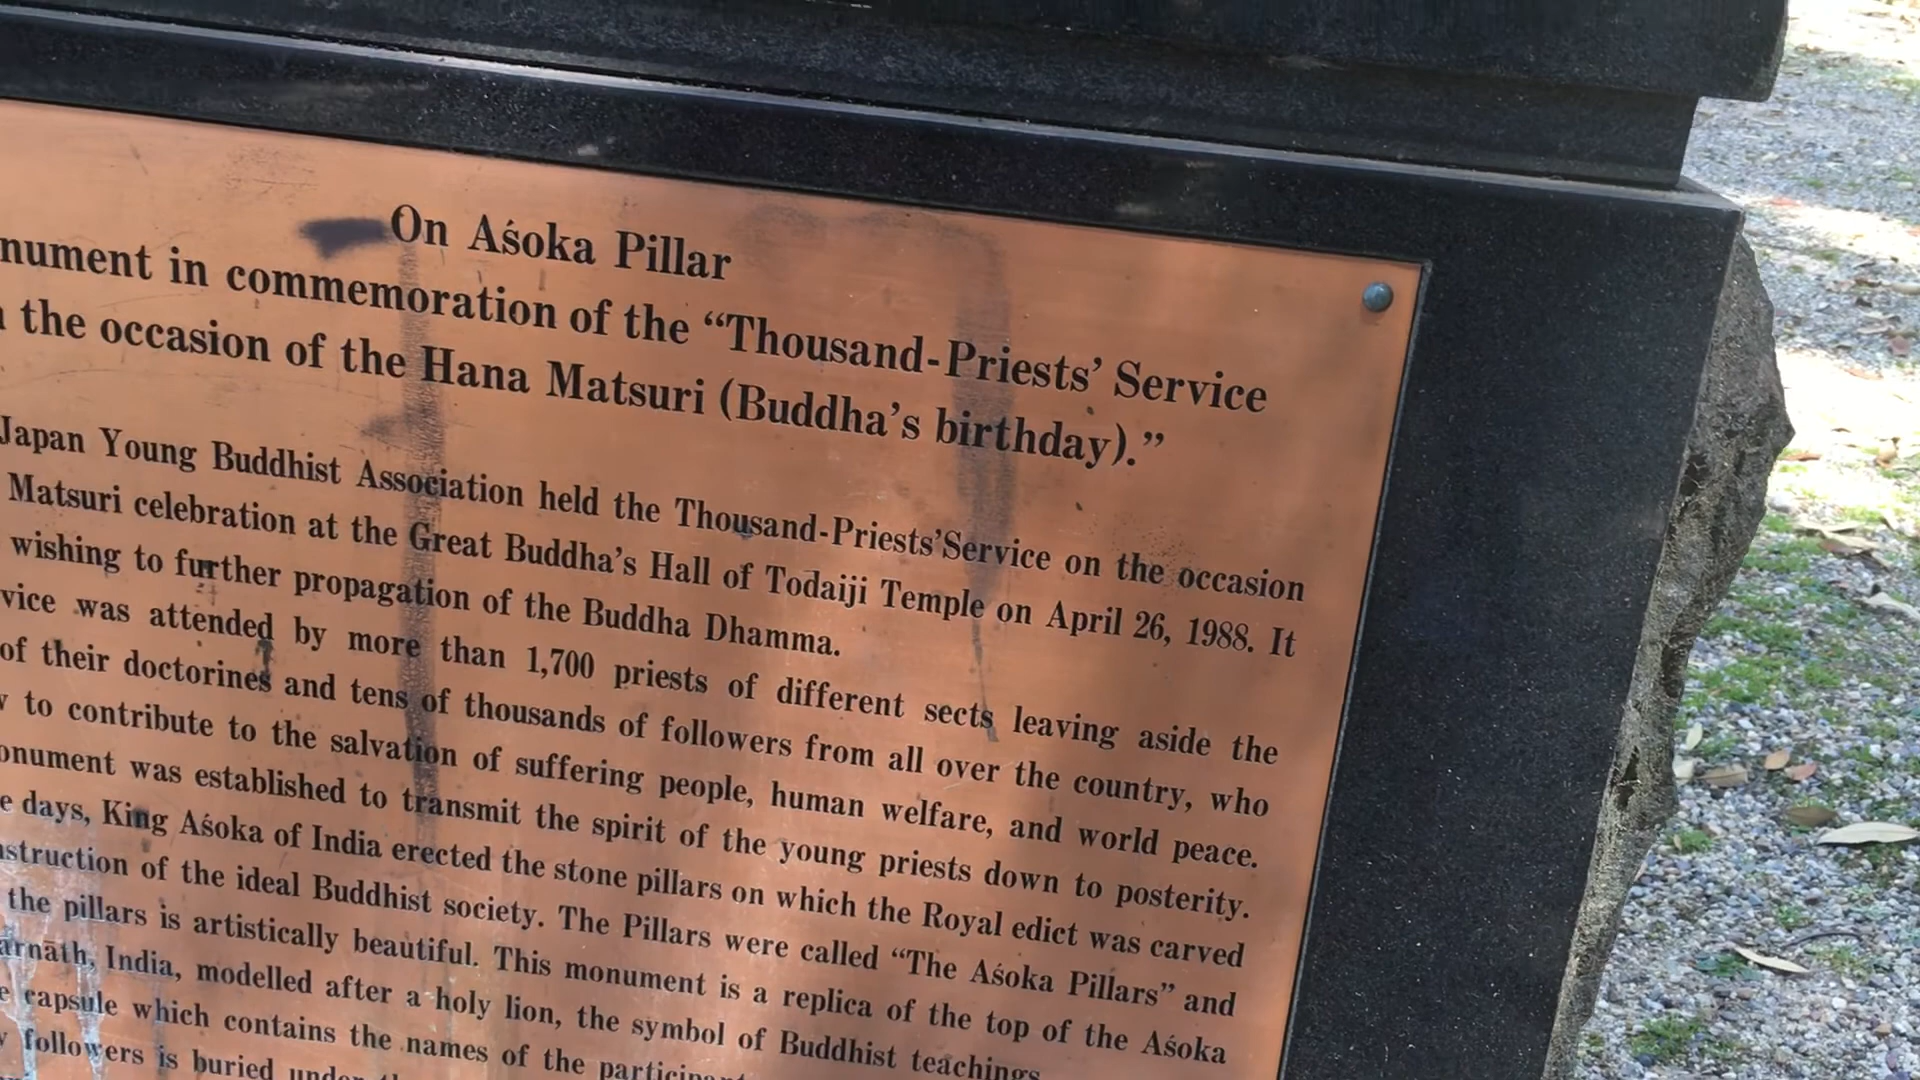 On Aśoka Pillar
nument in commemoration of the “Thousand-Priests’ Service
the occasion of the Hana Matsuri (Buddha’s birthday).”
Japan Young Buddhist Association held the Thousand-Priests’Service on the occasion
Matsuri celebration at the Great Buddha’s Hall of Todaiji Temple on April 26, 1988. It
wishing to further propagation of the Buddha Dhamma.
vice was attended by more than 1,700 priests of different sects leaving aside the
of their doctorines and tens of thousands of followers from all over the country, who
to contribute to the salvation of suffering people, human welfare, and world peace.
onument was established to transmit the spirit of the young priests down to posterity.
e days, King Aśoka of India erected the stone pillars on which the Royal edict was carved
nstruction of the ideal Buddhist society. The Pillars were called “The Aśoka Pillars” and
the pillars is artistically beautiful. This monument is a replica of the top of the Aśoka
arnāth, India, modelled after a holy lion, the symbol of Buddhist teachings
e capsule which contains the names of the particip
followers is buried under